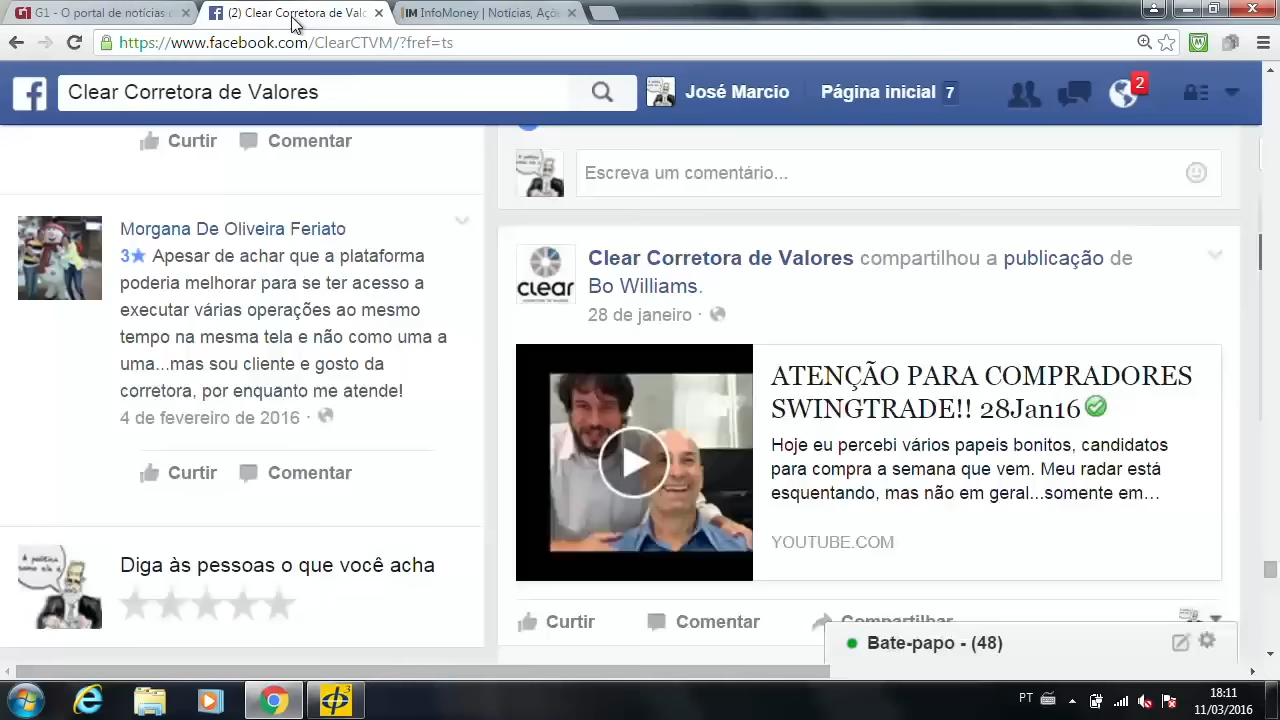 G1 - O portal de notícias
(2) Clear Corretora de Valo
IM InfoMoney | Notícias, Açõe
https://www.facebook.com/ClearCTVM/?fref=ts
Clear Corretora de Valores
José Marcio
Página inicial 7
2
Curtir
Comentar
Morgana De Oliveira Feriato
3★ Apesar de achar que a plataforma
poderia melhorar para se ter acesso a
executar várias operações ao mesmo
tempo na mesma tela e não como uma a
uma...mas sou cliente e gosto da
corretora, por enquanto me atende!
4 de fevereiro de 2016 ·
Curtir
Comentar
Diga às pessoas o que você acha
Escreva um comentário...
clear
Clear Corretora de Valores compartilhou a publicação de
Bo Williams.
28 de janeiro ·
ATENÇÃO PARA COMPRADORES
SWINGTRADE!! 28Jan16
Hoje eu percebi vários papeis bonitos, candidatos
para compra a semana que vem. Meu radar está
esquentando, mas não em geral...somente em...
YOUTUBE.COM
Curtir
Comentar
Compartilhar
Bate-papo - (48)
PT
18:11
11/03/2016